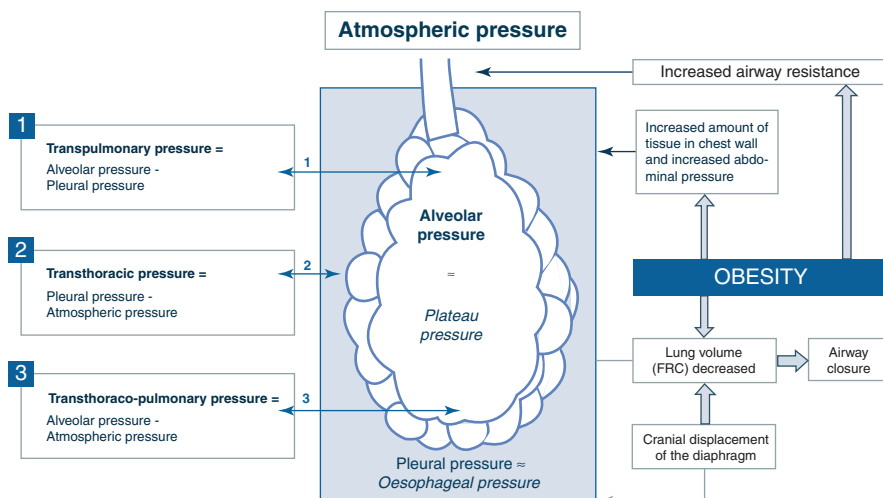 Atmospheric pressure
Increased airway resistance
1
Transpulmonary pressure =
Alveolar pressure -
Pleural pressure
1
Increased amount of
tissue in chest wall
and increased abdo-
minal pressure
2
Transthoracic pressure =
Pleural pressure -
Atmospheric pressure
2
Alveolar
pressure
=
Plateau
pressure
OBESITY
Lung volume
(FRC) decreased
Airway
closure
3
Transthoraco-pulmonary pressure =
Alveolar pressure -
Atmospheric pressure
3
Cranial displacement
of the diaphragm
Pleural pressure ≈
Oesophageal pressure